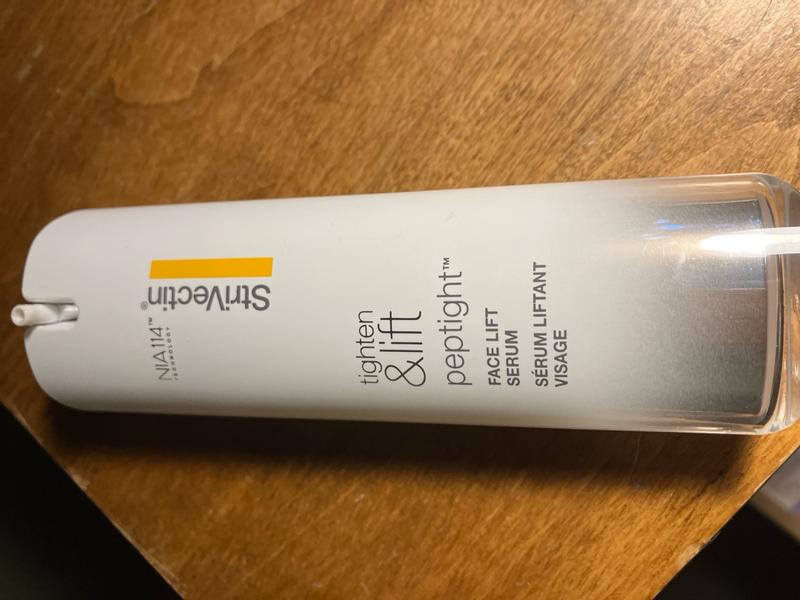 StriVectin®
NIA114™
TECHNOLOGY
tighten
&lift
peptight™
FACE LIFT
SERUM
SÉRUM LIFTANT
VISAGE